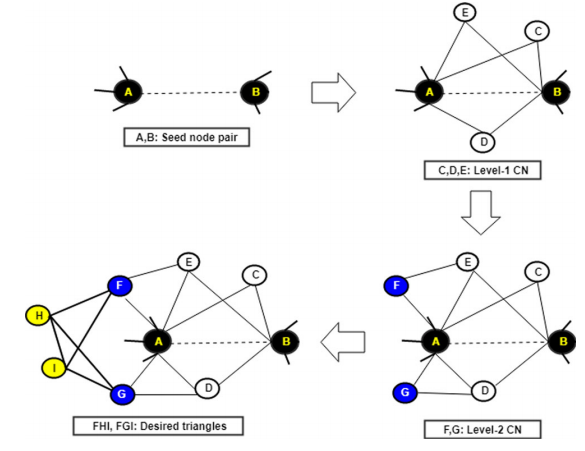 E
C
A
B
A
B
D
A,B: Seed node pair
C,D,E: Level-1 CN
E
C
F
A
B
H
I
G
D
FHI, FGI: Desired triangles
E
C
F
A
B
G
D
F,G: Level-2 CN